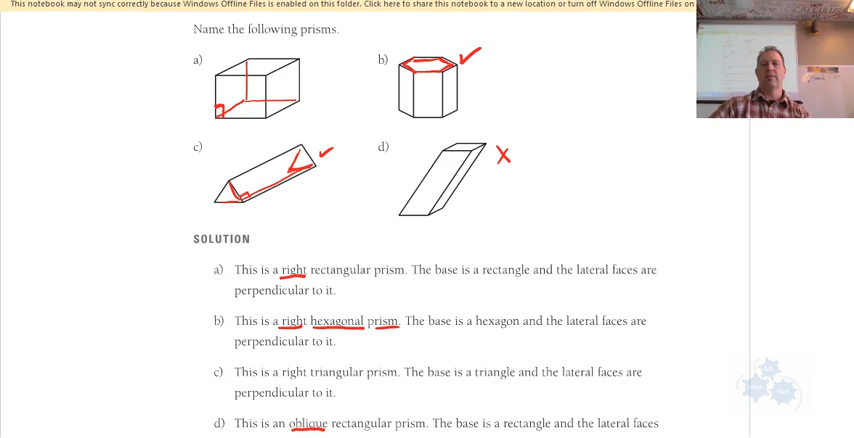 This notebook may not sync correctly because Windows Offline Files is enabled on this folder. Click here to share this notebook to a new location or turn off Windows Offline Files on
Name the following prisms.
a)
b)
c)
d)
SOLUTION
a) This is a right rectangular prism. The base is a rectangle and the lateral faces are
perpendicular to it.
b) This is a right hexagonal prism. The base is a hexagon and the lateral faces are
perpendicular to it.
c) This is a right triangular prism. The base is a triangle and the lateral faces are
perpendicular to it.
d) This is an oblique rectangular prism. The base is a rectangle and the lateral faces